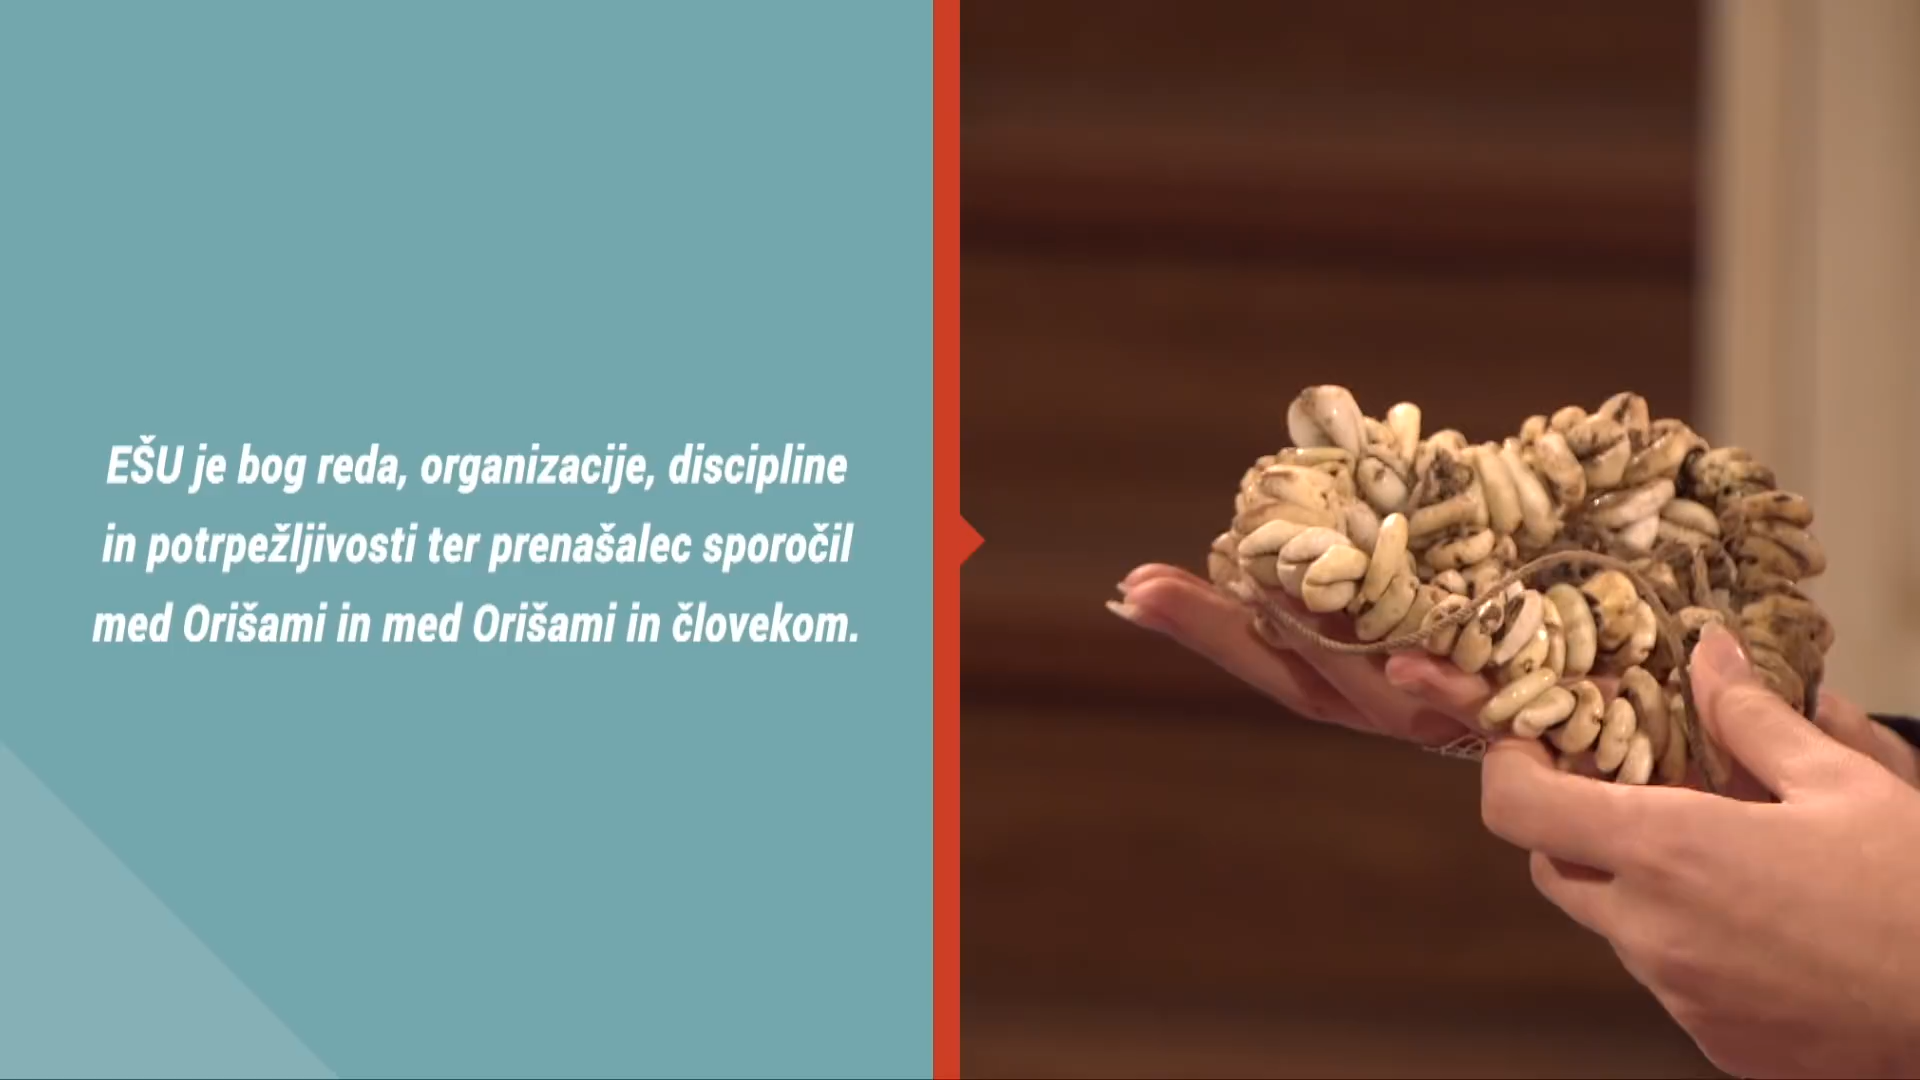 EŠU je bog reda, organizacije, discipline
in potrpežljivosti ter prenašalec sporočil
med Orišami in med Orišami in človekom.